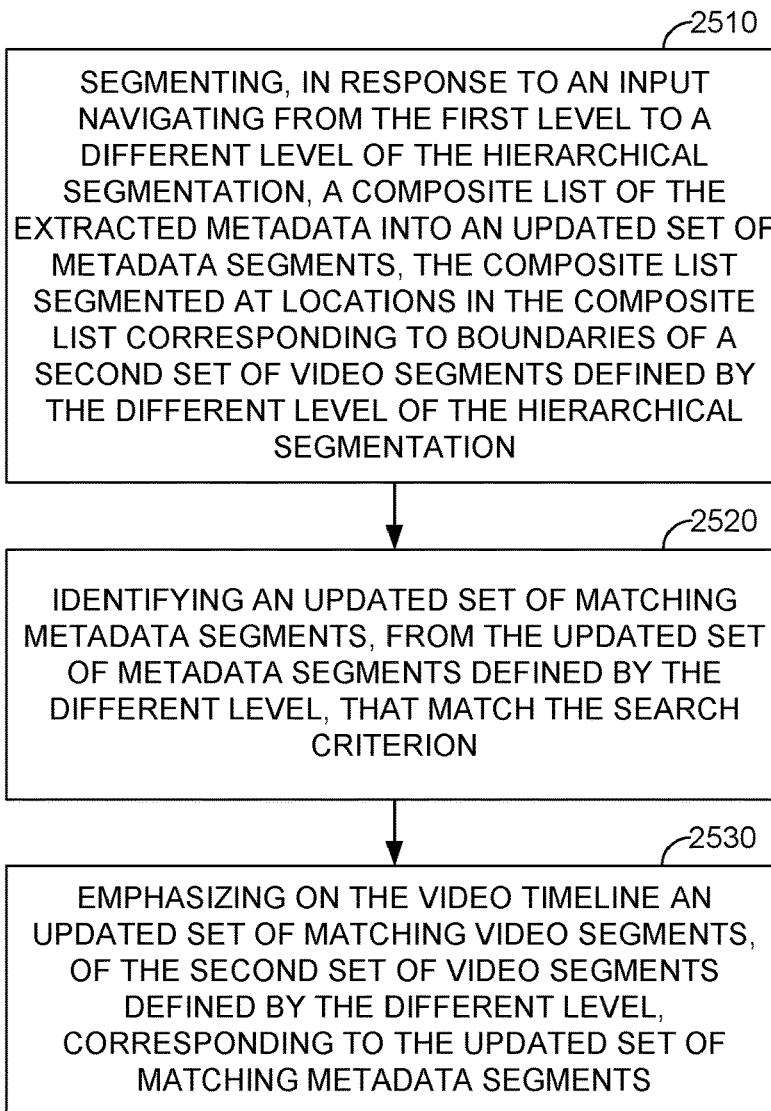 2510
SEGMENTING, IN RESPONSE TO AN INPUT
NAVIGATING FROM THE FIRST LEVEL TO A
DIFFERENT LEVEL OF THE HIERARCHICAL
SEGMENTATION, A COMPOSITE LIST OF THE
EXTRACTED METADATA INTO AN UPDATED SET OF
METADATA SEGMENTS, THE COMPOSITE LIST
SEGMENTED AT LOCATIONS IN THE COMPOSITE
LIST CORRESPONDING TO BOUNDARIES OF A
SECOND SET OF VIDEO SEGMENTS DEFINED BY
THE DIFFERENT LEVEL OF THE HIERARCHICAL
SEGMENTATION
2520
IDENTIFYING AN UPDATED SET OF MATCHING
METADATA SEGMENTS, FROM THE UPDATED SET
OF METADATA SEGMENTS DEFINED BY THE
DIFFERENT LEVEL, THAT MATCH THE SEARCH
CRITERION
2530
EMPHASIZING ON THE VIDEO TIMELINE AN
UPDATED SET OF MATCHING VIDEO SEGMENTS,
OF THE SECOND SET OF VIDEO SEGMENTS
DEFINED BY THE DIFFERENT LEVEL,
CORRESPONDING TO THE UPDATED SET OF
MATCHING METADATA SEGMENTS